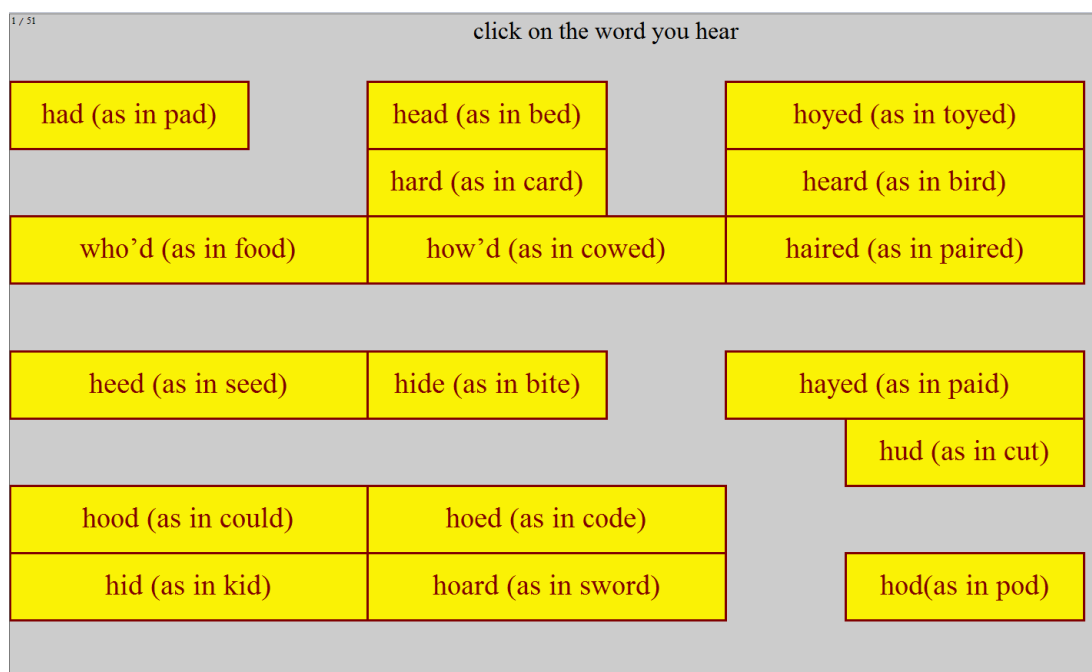 1 / 51
click on the word you hear
had (as in pad)
head (as in bed)
hoyed (as in toyed)
hard (as in card)
heard (as in bird)
who’d (as in food)
how’d (as in cowed)
haired (as in paired)
heed (as in seed)
hide (as in bite)
hayed (as in paid)
hud (as in cut)
hood (as in could)
hoed (as in code)
hid (as in kid)
hoard (as in sword)
hod(as in pod)